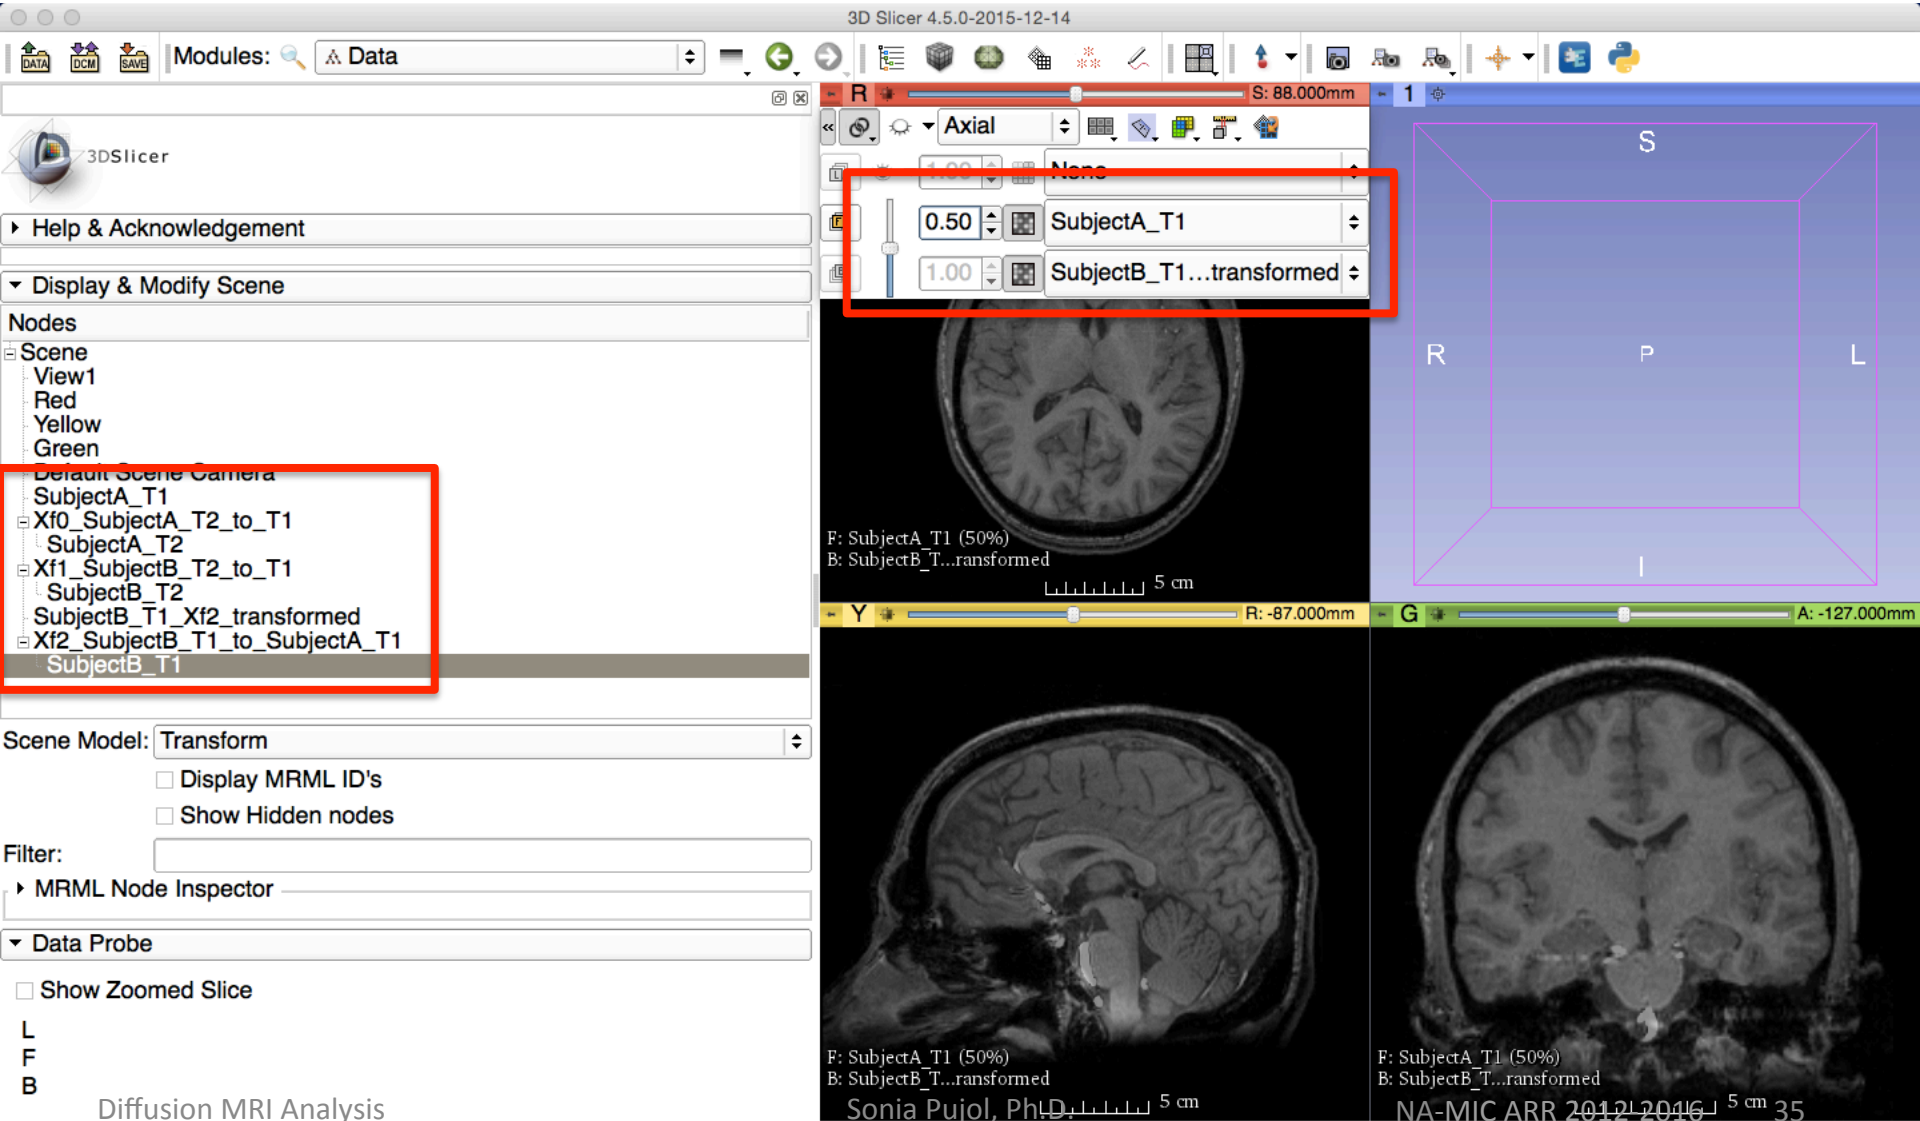 3D Slicer 4.5.0-2015-12-14
DATA
DCM
SAVE
Modules:
Data
3DSlicer
Help & Acknowledgement
Display & Modify Scene
Nodes
Scene
View1
Red
Yellow
Green
Default Scene Camera
SubjectA_T1
Xf0_SubjectA_T2_to_T1
SubjectA_T2
Xf1_SubjectB_T2_to_T1
SubjectB_T2
SubjectB_T1_Xf2_transformed
Xf2_SubjectB_T1_to_SubjectA_T1
SubjectB_T1
Scene Model: Transform
Display MRML ID's
Show Hidden nodes
Filter:
MRML Node Inspector
Data Probe
Show Zoomed Slice
L
F
B
R
S: 88.000mm
Axial
L
1.00
None
F
0.50
SubjectA_T1
B
1.00
SubjectB_T1...transformed
F: SubjectA_T1 (50%)
B: SubjectB_T...ransformed
5 cm
1
S
R
P
L
I
Y
R: -87.000mm
F: SubjectA_T1 (50%)
B: SubjectB_T...ransformed
5 cm
G
A: -127.000mm
F: SubjectA_T1 (50%)
B: SubjectB_T...ransformed
5 cm
Diffusion MRI Analysis
Sonia Pujol, Ph.D.
NA-MIC ARR 2012-2016
35